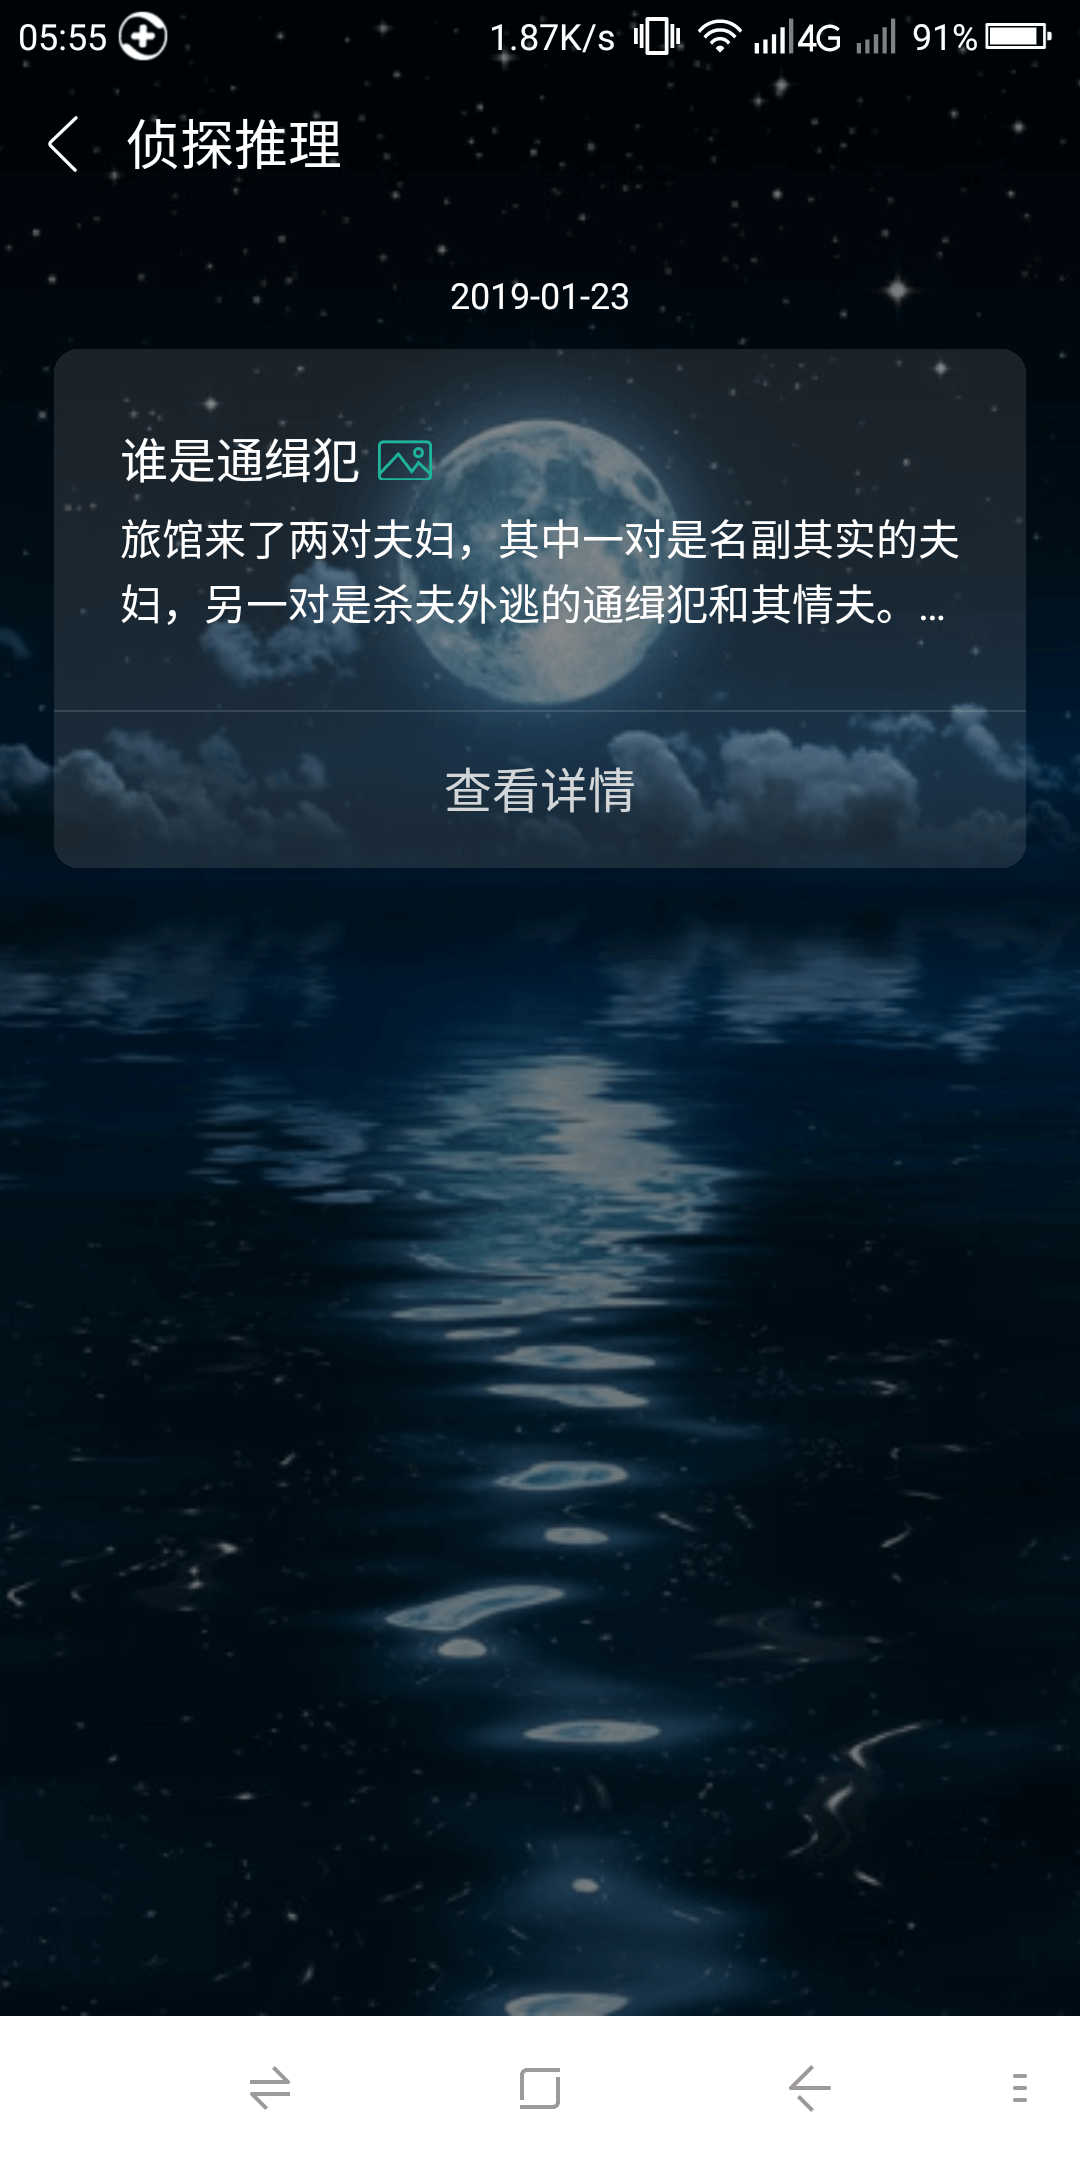 05:55 1.87K/s 4G 91%
侦探推理
2019-01-23
谁是通缉犯
旅馆来了两对夫妇，其中一对是名副其实的夫
妇，另一对是杀夫外逃的通缉犯和其情夫。...
查看详情